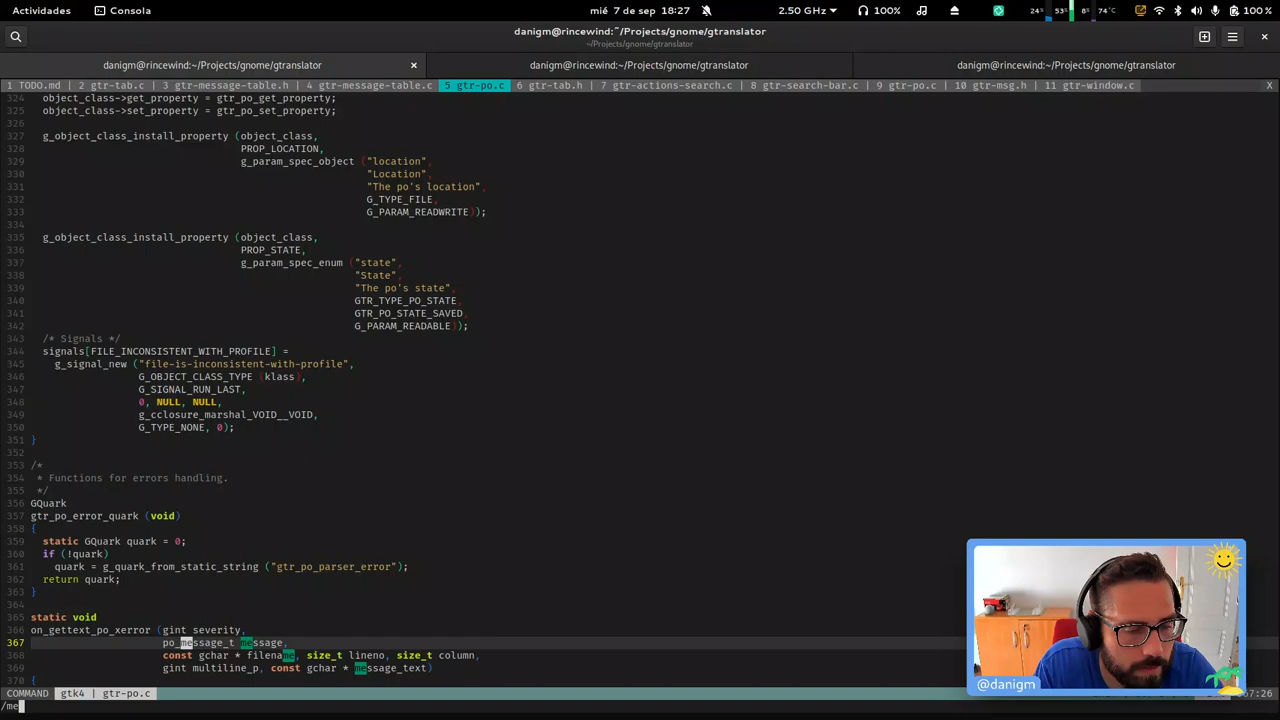 Actividades Consola mié 7 de sep 18:27 2.50 GHz 100% 24% 53% 8% 74°C 100 %
danigm@rincewind:~/Projects/gnome/gtranslator
~/Projects/gnome/gtranslator
danigm@rincewind:~/Projects/gnome/gtranslator × danigm@rincewind:~/Projects/gnome/gtranslator danigm@rincewind:~/Projects/gnome/gtranslator
1 TODO.md 2 gtr-tab.c 3 gtr-message-table.h 4 gtr-message-table.c 5 gtr-po.c 6 gtr-tab.h 7 gtr-actions-search.c 8 gtr-search-bar.c 9 gtr-po.c 10 gtr-msg.h 11 gtr-window.c X
324 object_class->get_property = gtr_po_get_property;
325 object_class->set_property = gtr_po_set_property;
326
327 g_object_class_install_property (object_class,
328 PROP_LOCATION,
329 g_param_spec_object ("location",
330 "Location",
331 "The po's location",
332 G_TYPE_FILE,
333 G_PARAM_READWRITE));
334
335 g_object_class_install_property (object_class,
336 PROP_STATE,
337 g_param_spec_enum ("state",
338 "State",
339 "The po's state",
340 GTR_TYPE_PO_STATE,
341 GTR_PO_STATE_SAVED,
342 G_PARAM_READABLE));
343 /* Signals */
344 signals[FILE_INCONSISTENT_WITH_PROFILE] =
345 g_signal_new ("file-is-inconsistent-with-profile",
346 G_OBJECT_CLASS_TYPE (klass),
347 G_SIGNAL_RUN_LAST,
348 0, NULL, NULL,
349 g_cclosure_marshal_VOID__VOID,
350 G_TYPE_NONE, 0);
351 }
352
353 /*
354 * Functions for errors handling.
355 */
356 GQuark
357 gtr_po_error_quark (void)
358 {
359 static GQuark quark = 0;
360 if (!quark)
361 quark = g_quark_from_static_string ("gtr_po_parser_error");
362 return quark;
363 }
364
365 static void
366 on_gettext_po_xerror (gint severity,
367 po_message_t message,
368 const gchar * filename, size_t lineno, size_t column,
369 gint multiline_p, const gchar * message_text)
370 {
COMMAND gtk4 | gtr-po.c 67:26
/me
@danigm